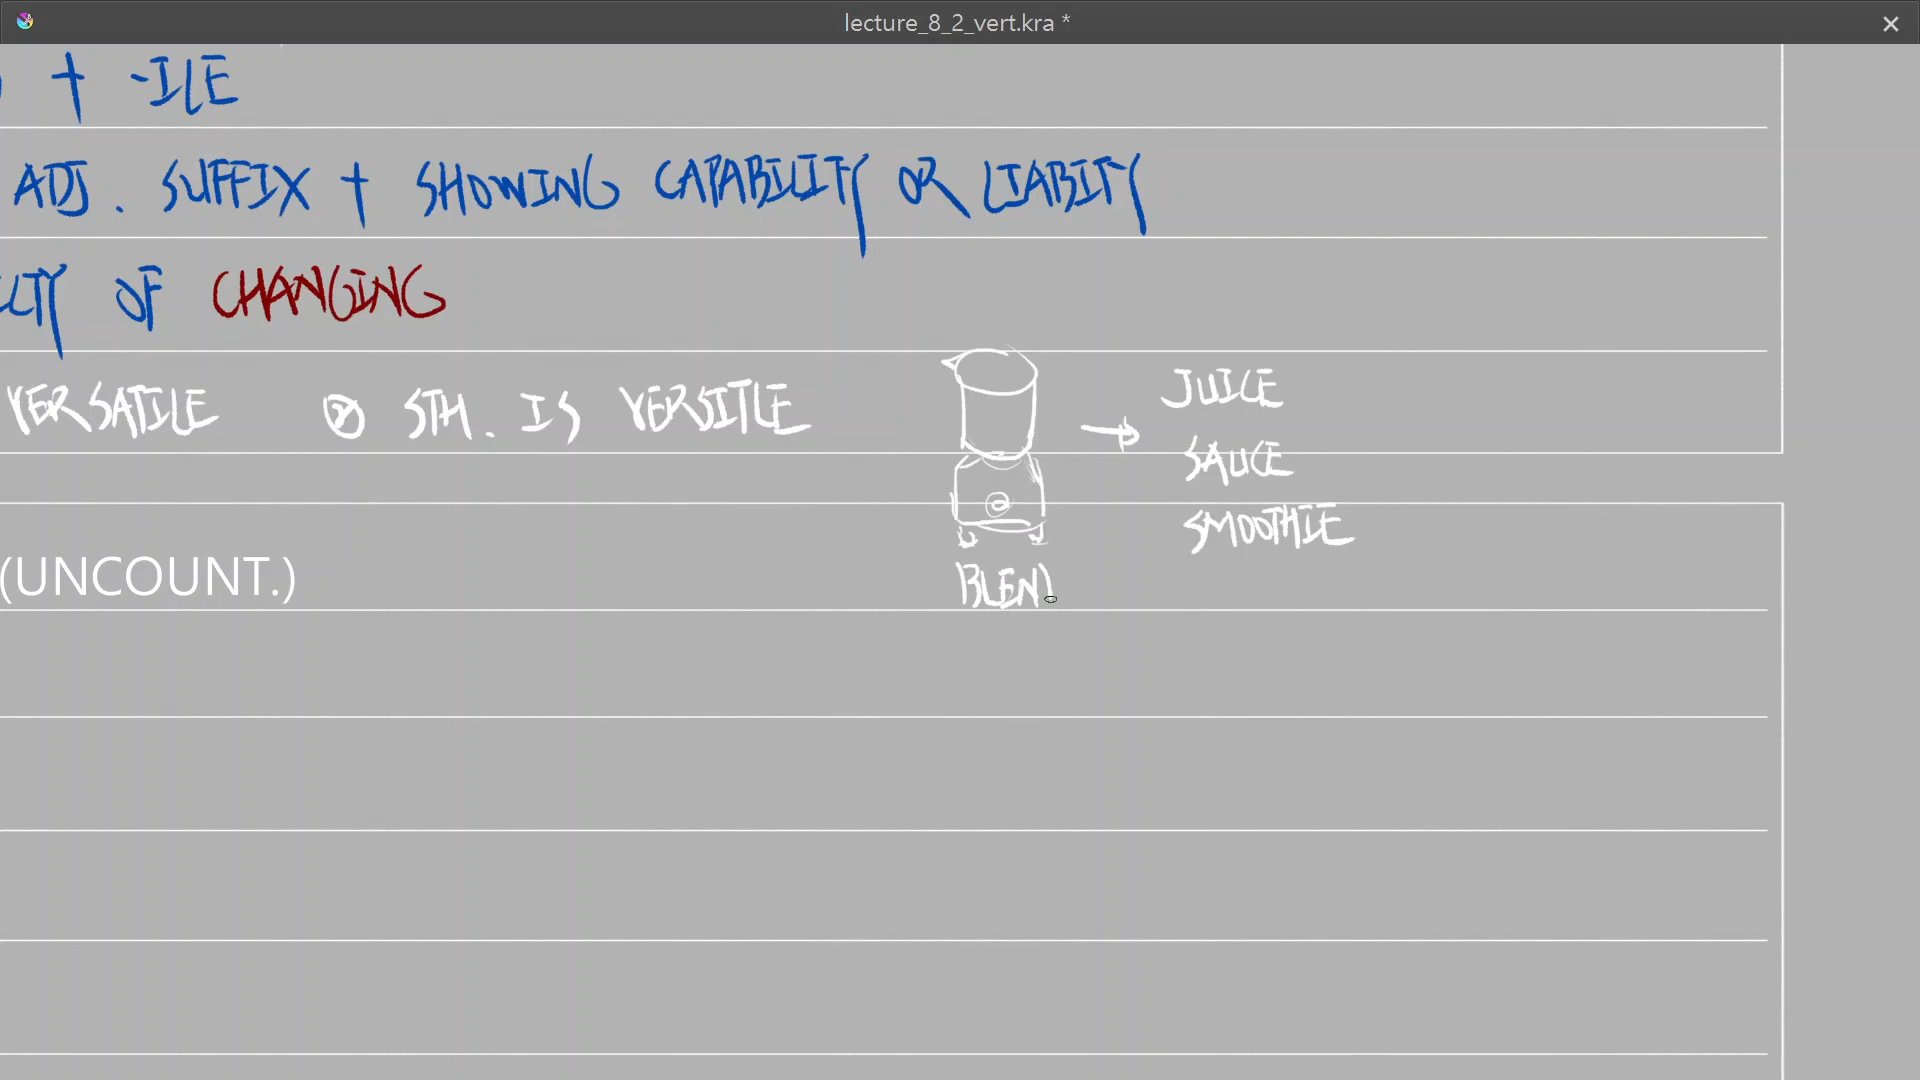 lecture_8_2_vert.kra *
+ -ILE
ADJ. SUFFIX + SHOWING CAPABILITY OR LIABITY
LTY OF CHANGING
VERSATILE ② STH. IS VERSITLE
JUICE
SAUCE
SMOOTHIE
(UNCOUNT.)
BLEN